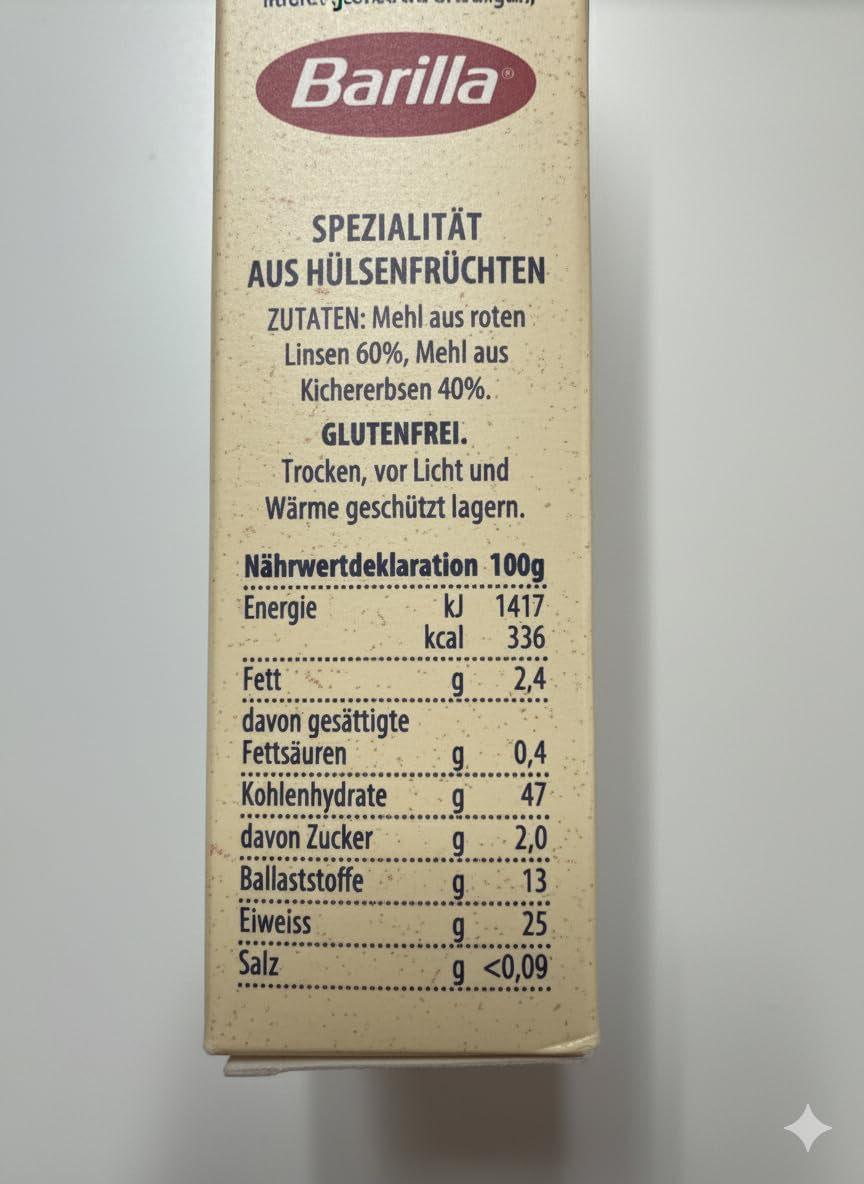 Barilla®
SPEZIALITÄT
AUS HÜLSENFRÜCHTEN
ZUTATEN: Mehl aus roten
Linsen 60%, Mehl aus
Kichererbsen 40%.
GLUTENFREI.
Trocken, vor Licht und
Wärme geschützt lagern.
Nährwertdeklaration 100g
Energie kJ 1417
kcal 336
Fett g 2,4
davon gesättigte
Fettsäuren g 0,4
Kohlenhydrate g 47
davon Zucker g 2,0
Ballaststoffe g 13
Eiweiss g 25
Salz g <0,09